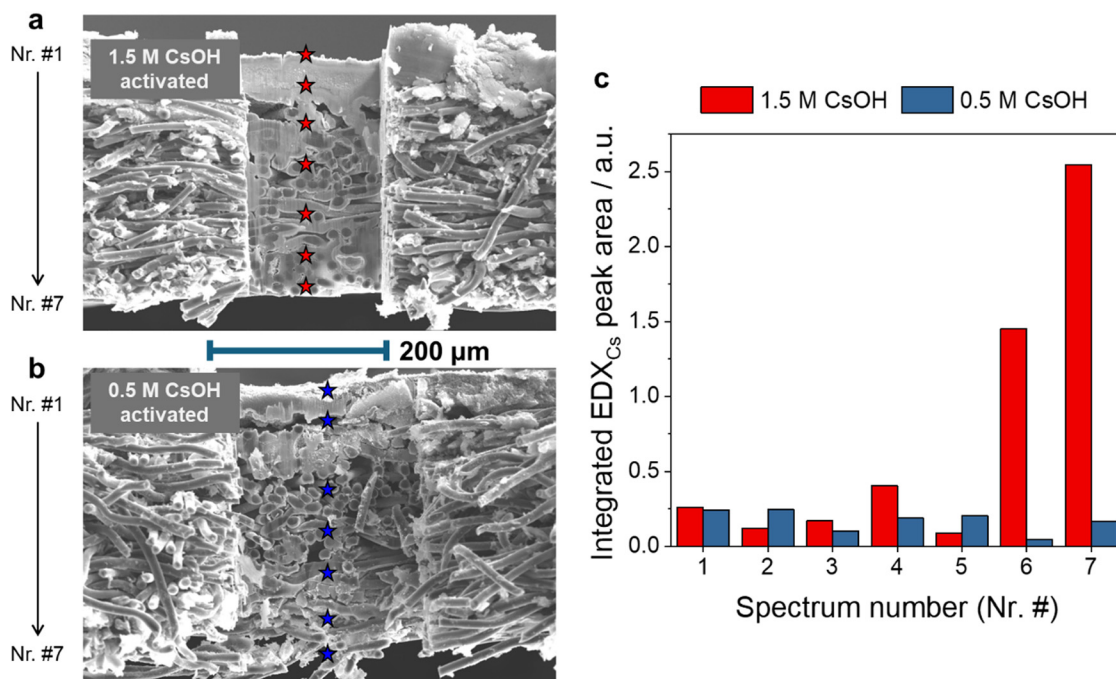 a
Nr. #1
1.5 M CsOH
activated
Nr. #7
200 µm
b
Nr. #1
0.5 M CsOH
activated
Nr. #7
c
1.5 M CsOH
0.5 M CsOH
Integrated EDXCs peak area / a.u.
2.5
2.0
1.5
1.0
0.5
0.0
1 2 3 4 5 6 7
Spectrum number (Nr. #)